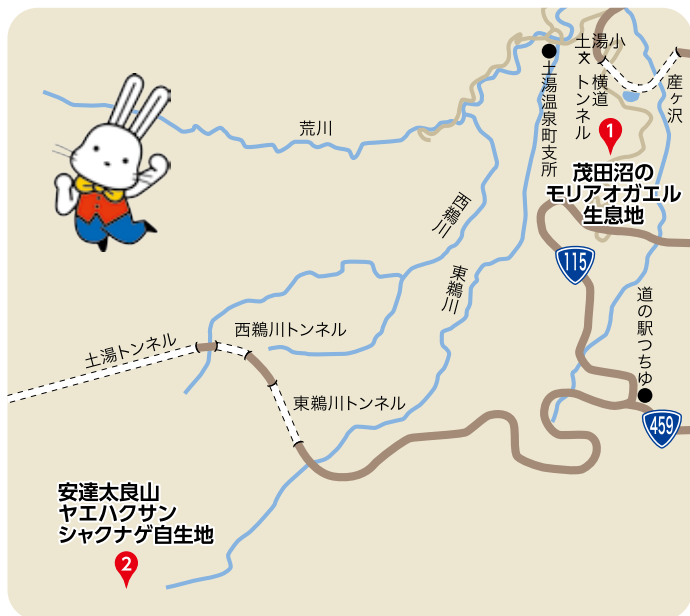 土湯小
横道
トンネル
産ヶ沢
土湯温泉町支所
荒川
1
茂田沼の
モリアオガエル
生息地
西鴉川
東鴉川
115
道の駅つちゆ
西鴉川トンネル
土湯トンネル
東鴉川トンネル
459
安達太良山
ヤエハクサン
シャクナゲ自生地
2